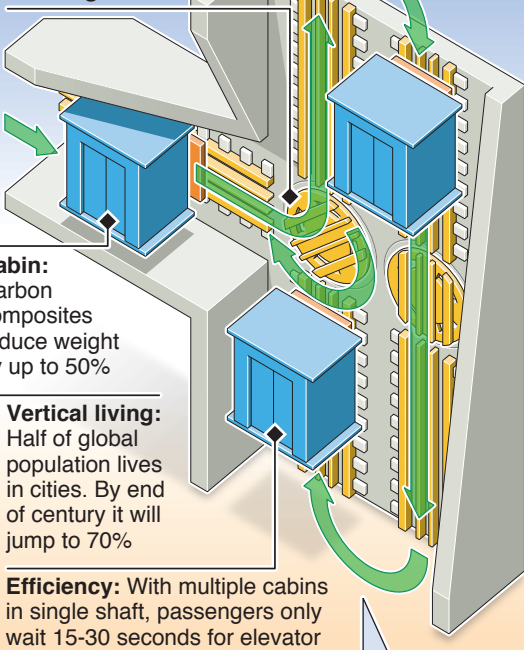 abin:
arbon
omposites
duce weight
y up to 50%
Vertical living:
Half of global
population lives
in cities. By end
of century it will
jump to 70%
Efficiency: With multiple cabins
in single shaft, passengers only
wait 15-30 seconds for elevator